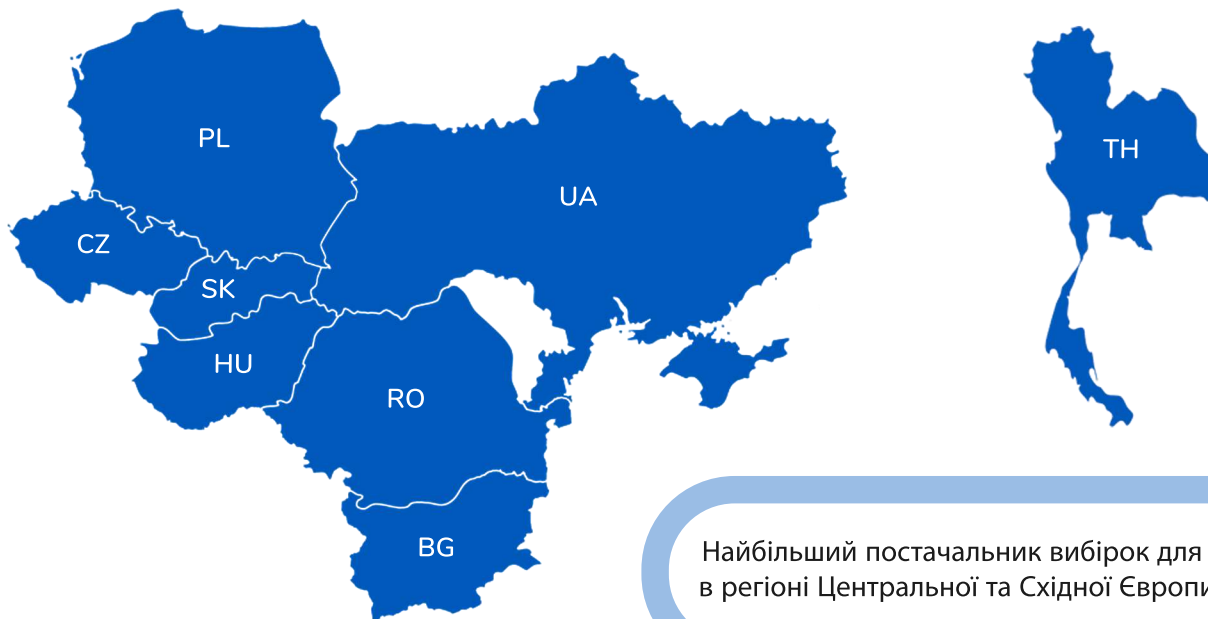 PL
UA
TH
CZ
SK
HU
RO
BG
Найбільший постачальник вибірок для
в регіоні Центральної та Східної Європи